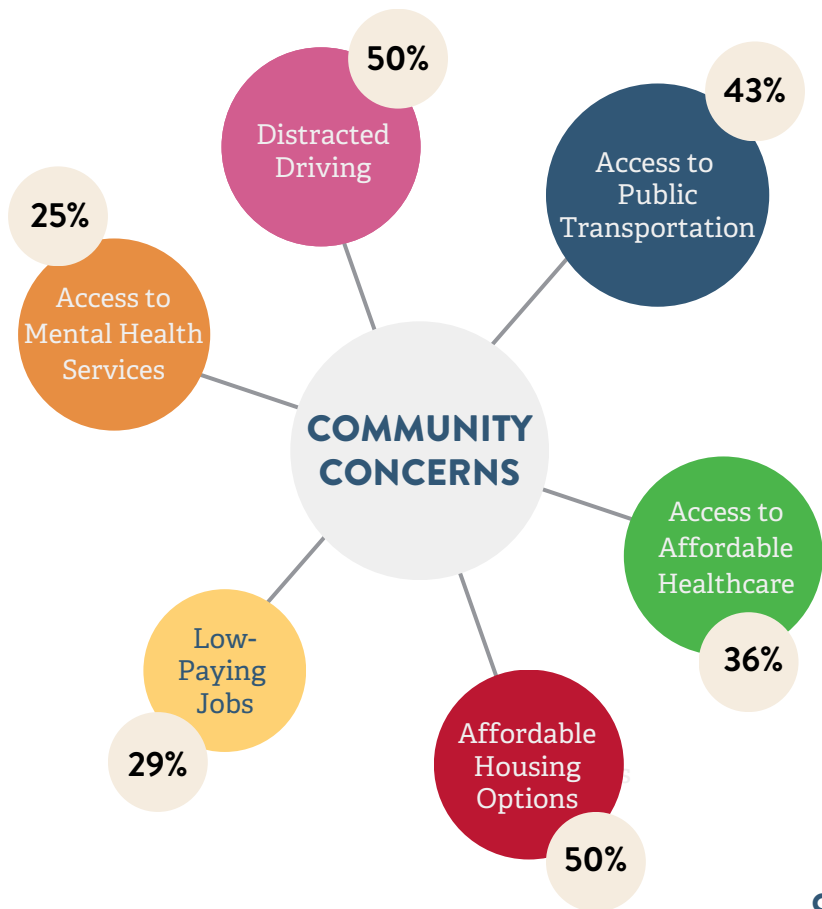 50%
Distracted
Driving
43%
Access to
Public
Transportation
25%
Access to
Mental Health
Services
COMMUNITY
CONCERNS
Access to
Affordable
Healthcare
36%
Low-
Paying
Jobs
29%
Affordable
Housing
Options
50%